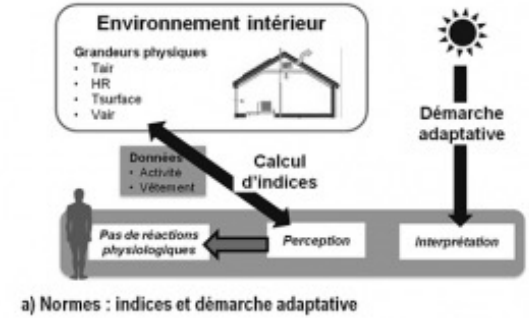 Environnement intérieur
Grandeurs physiques
• Tair
• HR
• Tsurface
• Vair
Démarche
adaptative
Données
• Activité
• Vêtement
Calcul
d'indices
Pas de réactions
physiologiques
Perception
Interprétation
a) Normes : indices et démarche adaptative